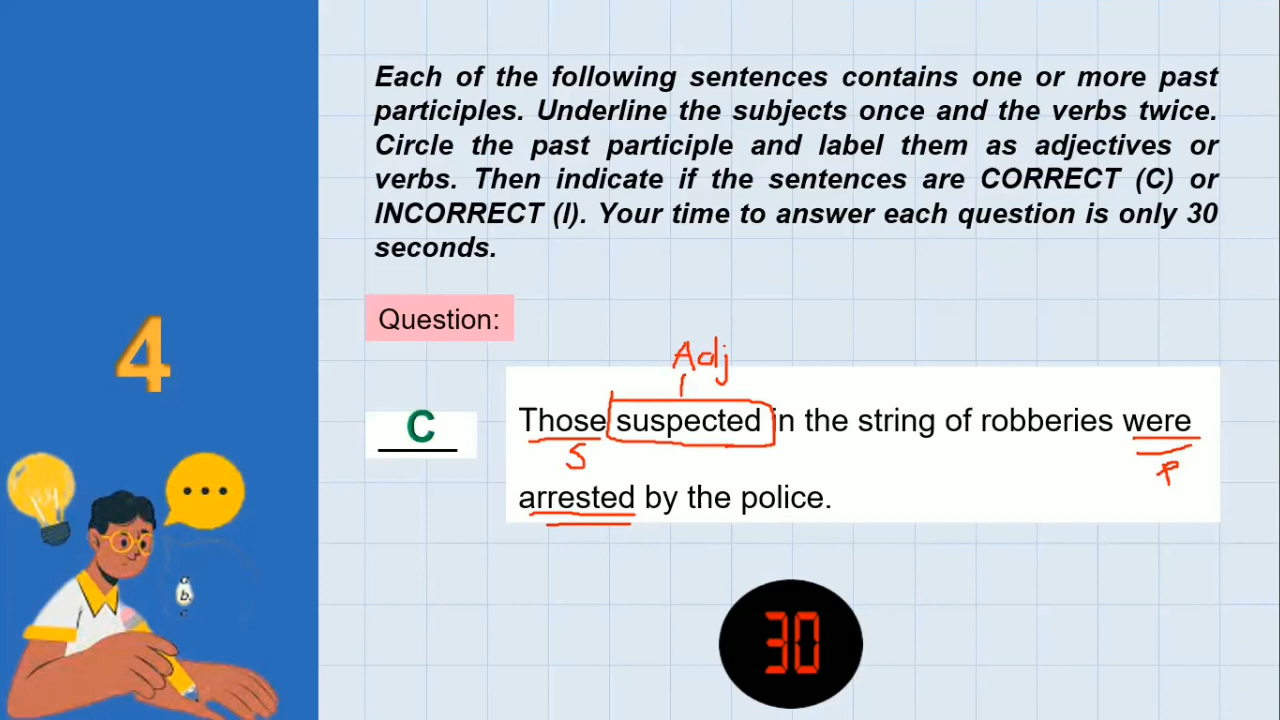 Each of the following sentences contains one or more past
participles. Underline the subjects once and the verbs twice.
Circle the past participle and label them as adjectives or
verbs. Then indicate if the sentences are CORRECT (C) or
INCORRECT (I). Your time to answer each question is only 30
seconds.
4
Question:
Adj
C
Those suspected in the string of robberies were
S
P
arrested by the police.
b.
30